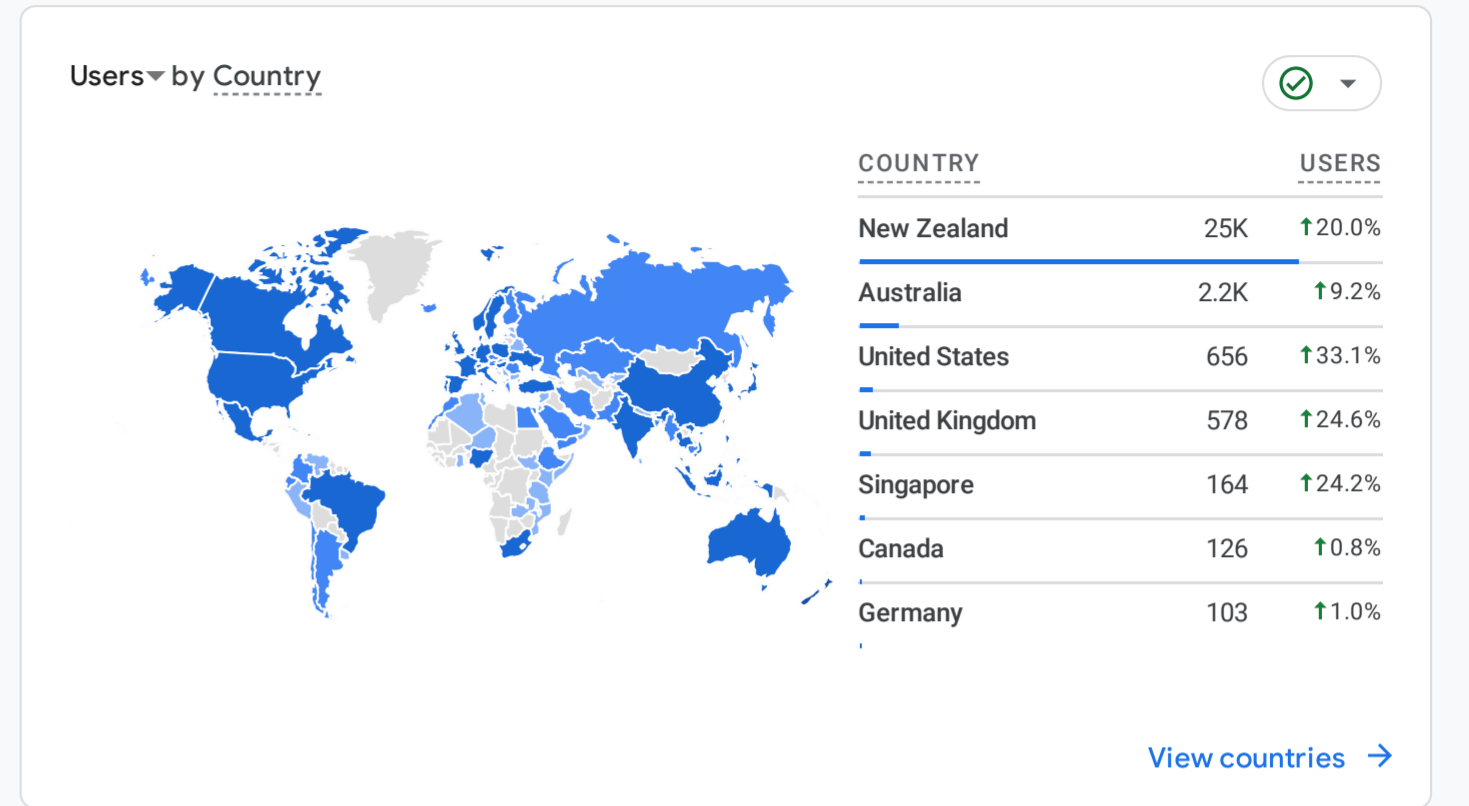 Users by Country
COUNTRY USERS
New Zealand 25K 20.0%
Australia 2.2K 9.2%
United States 656 33.1%
United Kingdom 578 24.6%
Singapore 164 24.2%
Canada 126 0.8%
Germany 103 1.0%
View countries